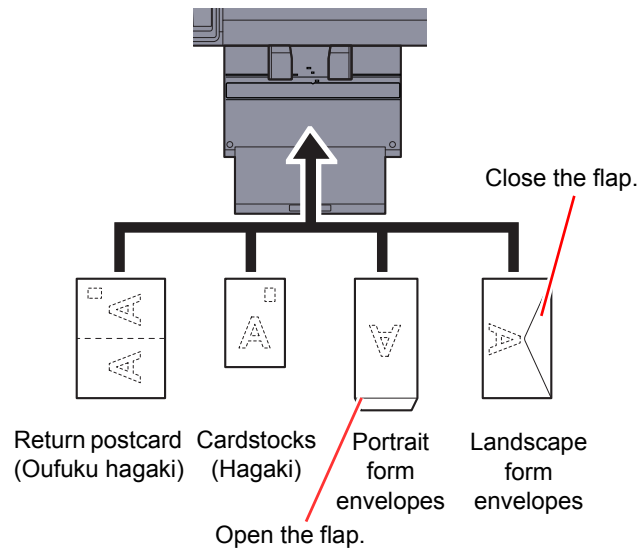 Close the flap.
A
A
A
A
A
Return postcard
(Oufuku hagaki)
Cardstocks
(Hagaki)
Portrait
form
envelopes
Landscape
form
envelopes
Open the flap.